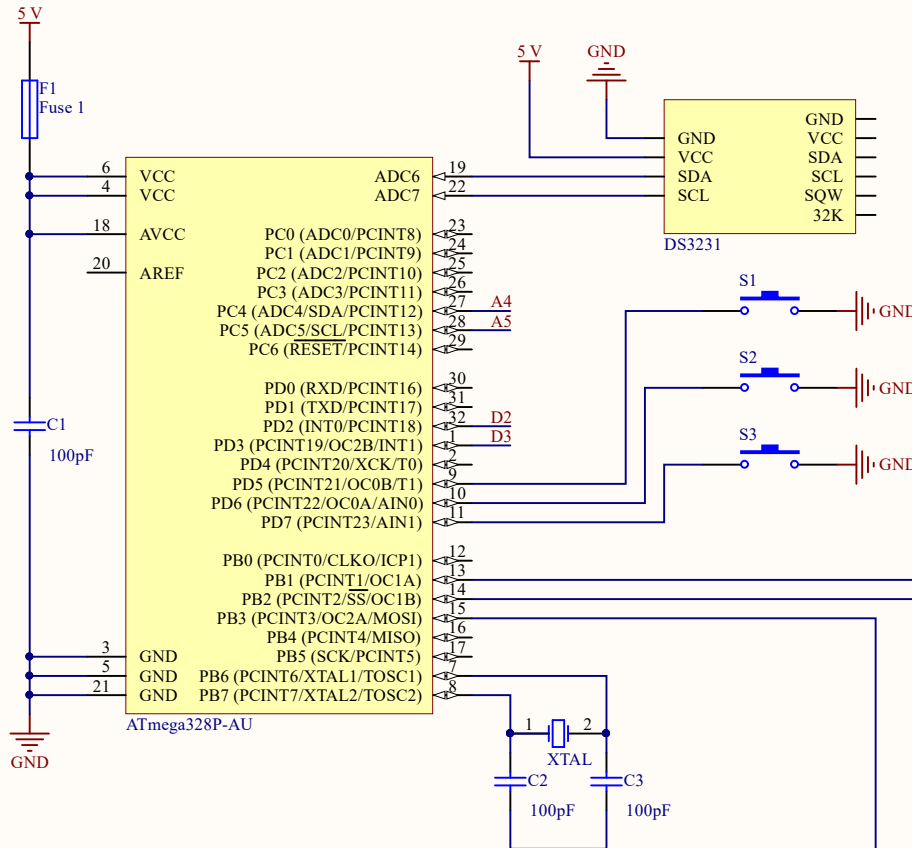 5 V
F1
Fuse 1
5 V
GND
GND
VCC
SDA
SCL
GND
VCC
SDA
SCL
SQW
32K
DS3231
6 VCC
4 VCC
18 AVCC
20 AREF
ADC6 19
ADC7 22
PC0 (ADC0/PCINT8) 23
PC1 (ADC1/PCINT9) 24
PC2 (ADC2/PCINT10) 25
PC3 (ADC3/PCINT11) 26
PC4 (ADC4/SDA/PCINT12) 27 A4
PC5 (ADC5/SCL/PCINT13) 28 A5
PC6 (RESET/PCINT14) 29
PD0 (RXD/PCINT16) 30
PD1 (TXD/PCINT17) 31
PD2 (INT0/PCINT18) 32 D2
PD3 (PCINT19/OC2B/INT1) 1 D3
PD4 (PCINT20/XCK/T0) 2
PD5 (PCINT21/OC0B/T1) 9
PD6 (PCINT22/OC0A/AIN0) 10
PD7 (PCINT23/AIN1) 11
PB0 (PCINT0/CLKO/ICP1) 12
PB1 (PCINT1/OC1A) 13
PB2 (PCINT2/SS/OC1B) 14
PB3 (PCINT3/OC2A/MOSI) 15
PB4 (PCINT4/MISO) 16
PB5 (SCK/PCINT5) 17
PB6 (PCINT6/XTAL1/TOSC1) 7
PB7 (PCINT7/XTAL2/TOSC2) 8
3 GND
5 GND
21 GND
ATmega328P-AU
C1
100pF
GND
S1
GND
S2
GND
S3
GND
1 2
XTAL
C2
100pF
C3
100pF